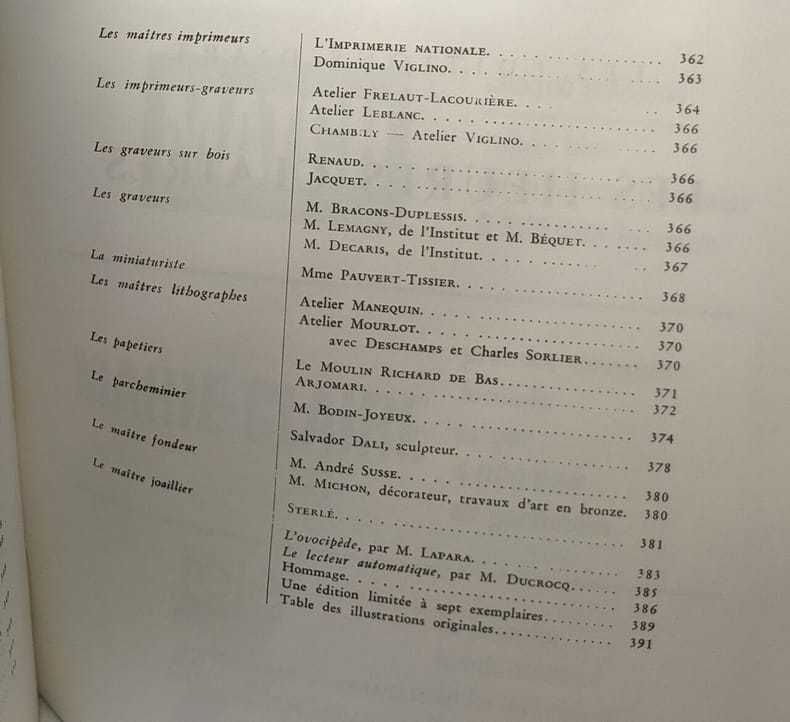 Les maîtres imprimeurs L'IMPRIMERIE NATIONALE. . . . . . . . . . . . . . . . . 362
Dominique VIGLINO. . . . . . . . . . . . . . . . . . 363
Les imprimeurs-graveurs Atelier FRELAUT-LACOURIÈRE. . . . . . 364
Atelier LEBLANC. . . . . . . . . . . . . . . . . . . . . 366
CHAMBLY — Atelier VIGLINO. . . . . . . . . . . 366
Les graveurs sur bois RENAUD. . . . . . . . . . . . . . . . . . . . . . . . . 366
JACQUET. . . . . . . . . . . . . . . . . . . . . . . . 366
Les graveurs M. BRACONS-DUPLESSIS. . . . . . . . . . . . . . . . 366
M. LEMAGNY, de l'Institut et M. BÉQUET. . . . . . . 366
M. DECARIS, de l'Institut. . . . . . . . . . . . . . 367
La miniaturiste Mme PAUVERT-TISSIER. . . . . . . . . . . . . . . . 368
Les maîtres lithographes Atelier MANEQUIN. . . . . . . . . . . . . . . . . . . 370
Atelier MOURLOT. . . . . . . . . . . . . . . . . . . . 370
avec DESCHAMPS et Charles SORLIER . . . . . . . 370
Les papetiers Le MOULIN RICHARD DE BAS. . . . . . . . . . . . . . 371
ARJOMARI. . . . . . . . . . . . . . . . . . . . . . . . 372
Le parcheminier M. BODIN-JOYEUX. . . . . . . . . . . . . . . . . . . 374
Salvador DALI, sculpteur. . . . . . . . . . . . . . . 378
Le maître fondeur M. André SUSSE. . . . . . . . . . . . . . . . . . . . 380
M. MICHON, décorateur, travaux d'art en bronze. 380
Le maître joaillier STERLÉ. . . . . . . . . . . . . . . . . . . . . . . . . 381
L'ovocipède, par M. LAPARA. . . . . . . . . . . . . . 383
Le lecteur automatique, par M. DUCROCQ. . . . . . 385
Hommage. . . . . . . . . . . . . . . . . . . . . . . . 386
Une édition limitée à sept exemplaires. . . . . . . . . 389
Table des illustrations originales. . . . . . . . . . . . . 391